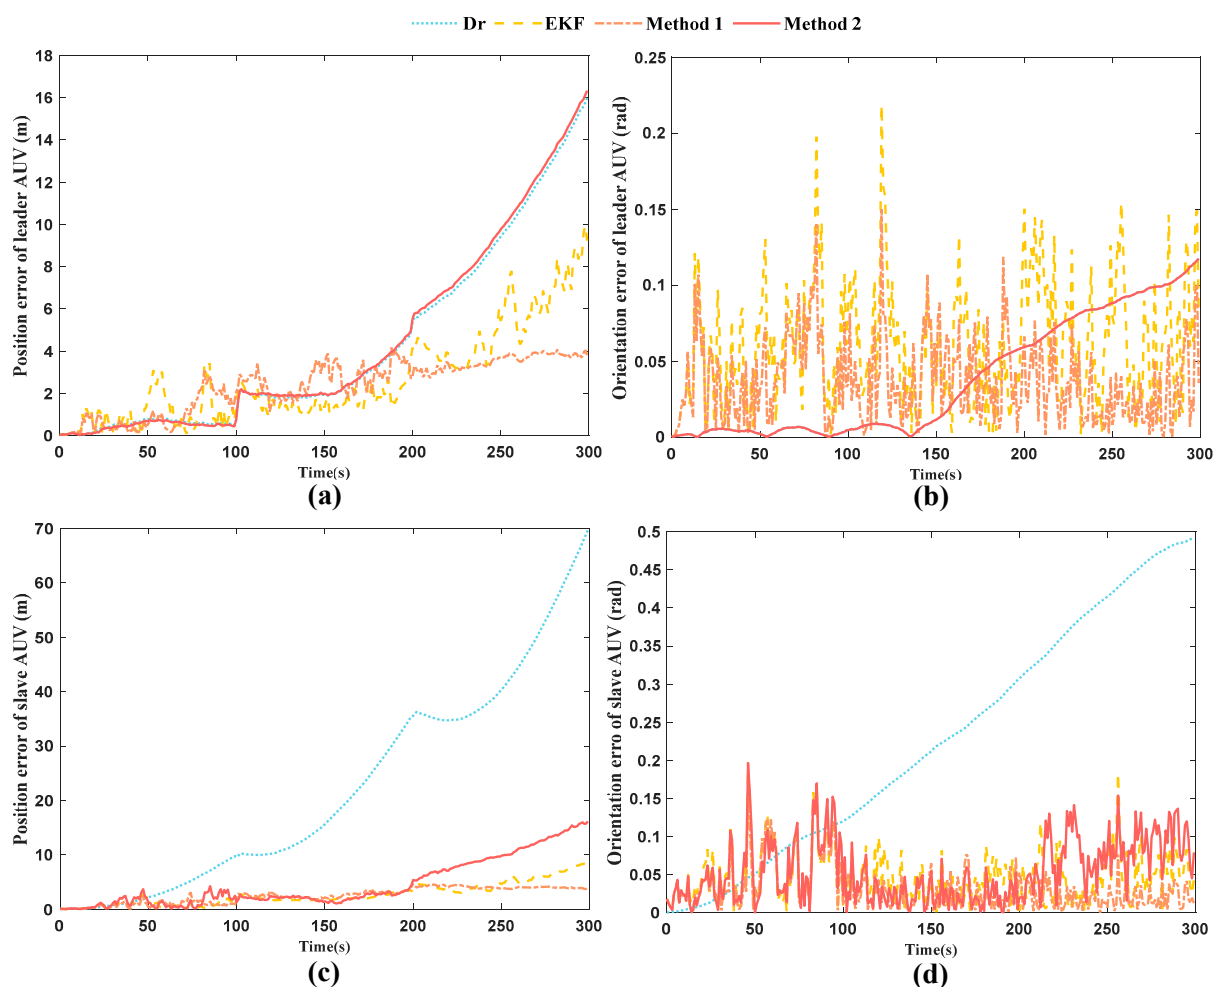 Dr EKF Method 1 Method 2
18
16
14
12
10
8
6
4
2
0
Position error of leader AUV (m)
0 50 100 150 200 250 300
Time(s)
(a)
0.25
0.2
0.15
0.1
0.05
0
Orientation error of leader AUV (rad)
0 50 100 150 200 250 300
Time(s)
(b)
70
60
50
40
30
20
10
0
Position error of slave AUV (m)
0 50 100 150 200 250 300
Time(s)
(c)
0.5
0.45
0.4
0.35
0.3
0.25
0.2
0.15
0.1
0.05
0
Orientation erro of slave AUV (rad)
0 50 100 150 200 250 300
Time(s)
(d)